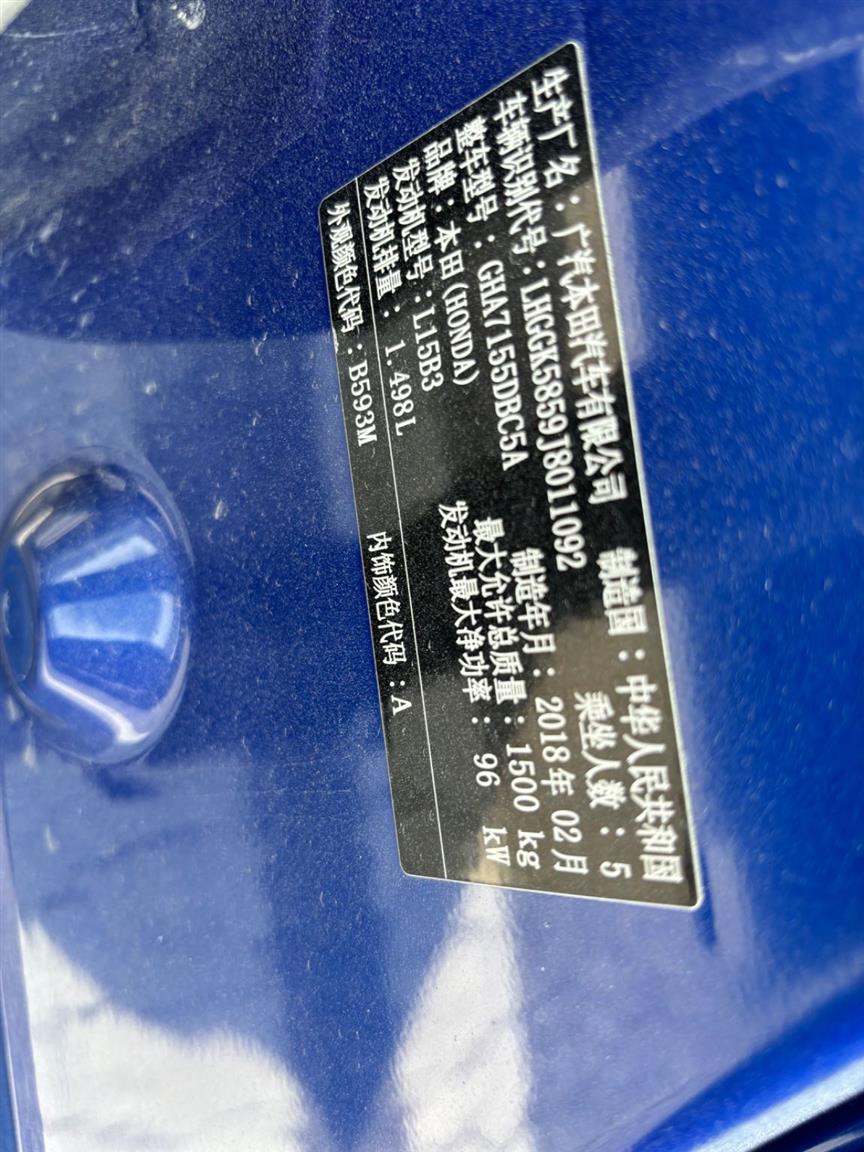 生产厂名：广汽本田汽车有限公司 制造国：中华人民共和国
车辆识别代号：LHGGK5859J8011092 乘坐人数：5
整车型号：GHA7155DBC5A 制造年月：2018年02月
品牌：本田(HONDA) 最大允许总质量：1500 kg
发动机型号：L15B3 发动机最大净功率：96 kW
发动机排量：1.498L
外观颜色代码：B593M 内饰颜色代码：A